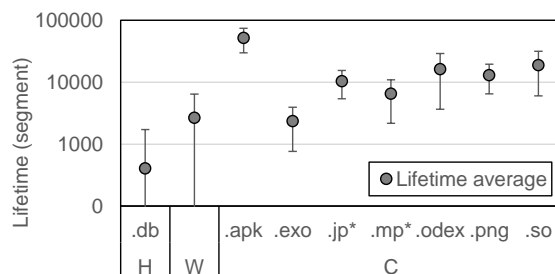 Lifetime (segment)
100000
10000
1000
0
Lifetime average
.db .apk .exo .jp* .mp* .odex .png .so
H W C